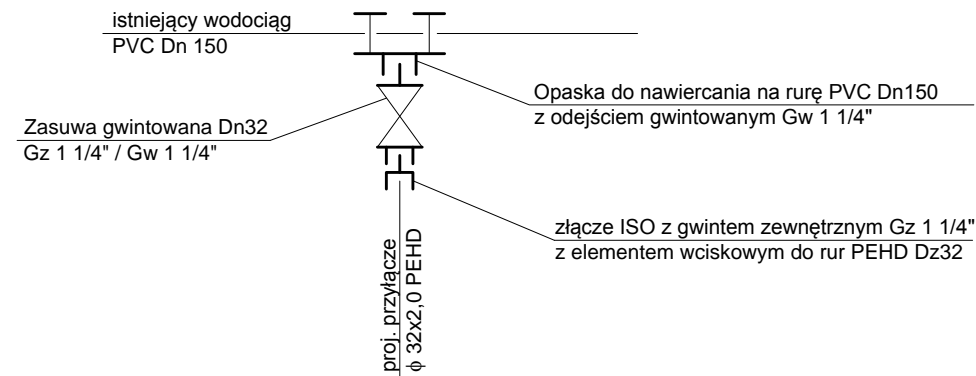 istniejący wodociąg
PVC Dn 150
Opaska do nawiercania na rurę PVC Dn150
z odejściem gwintowanym Gw 1 1/4"
Zasuwa gwintowana Dn32
Gz 1 1/4" / Gw 1 1/4"
złącze ISO z gwintem zewnętrznym Gz 1 1/4"
z elementem wciskowym do rur PEHD Dz32
proj. przyłącze
ϕ 32x2,0 PEHD